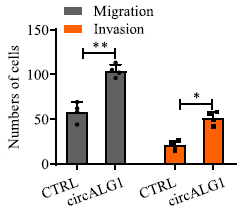 Migration
Invasion
Numbers of cells
150
100
50
0
**
*
CTRL
circALG1
CTRL
circALG1